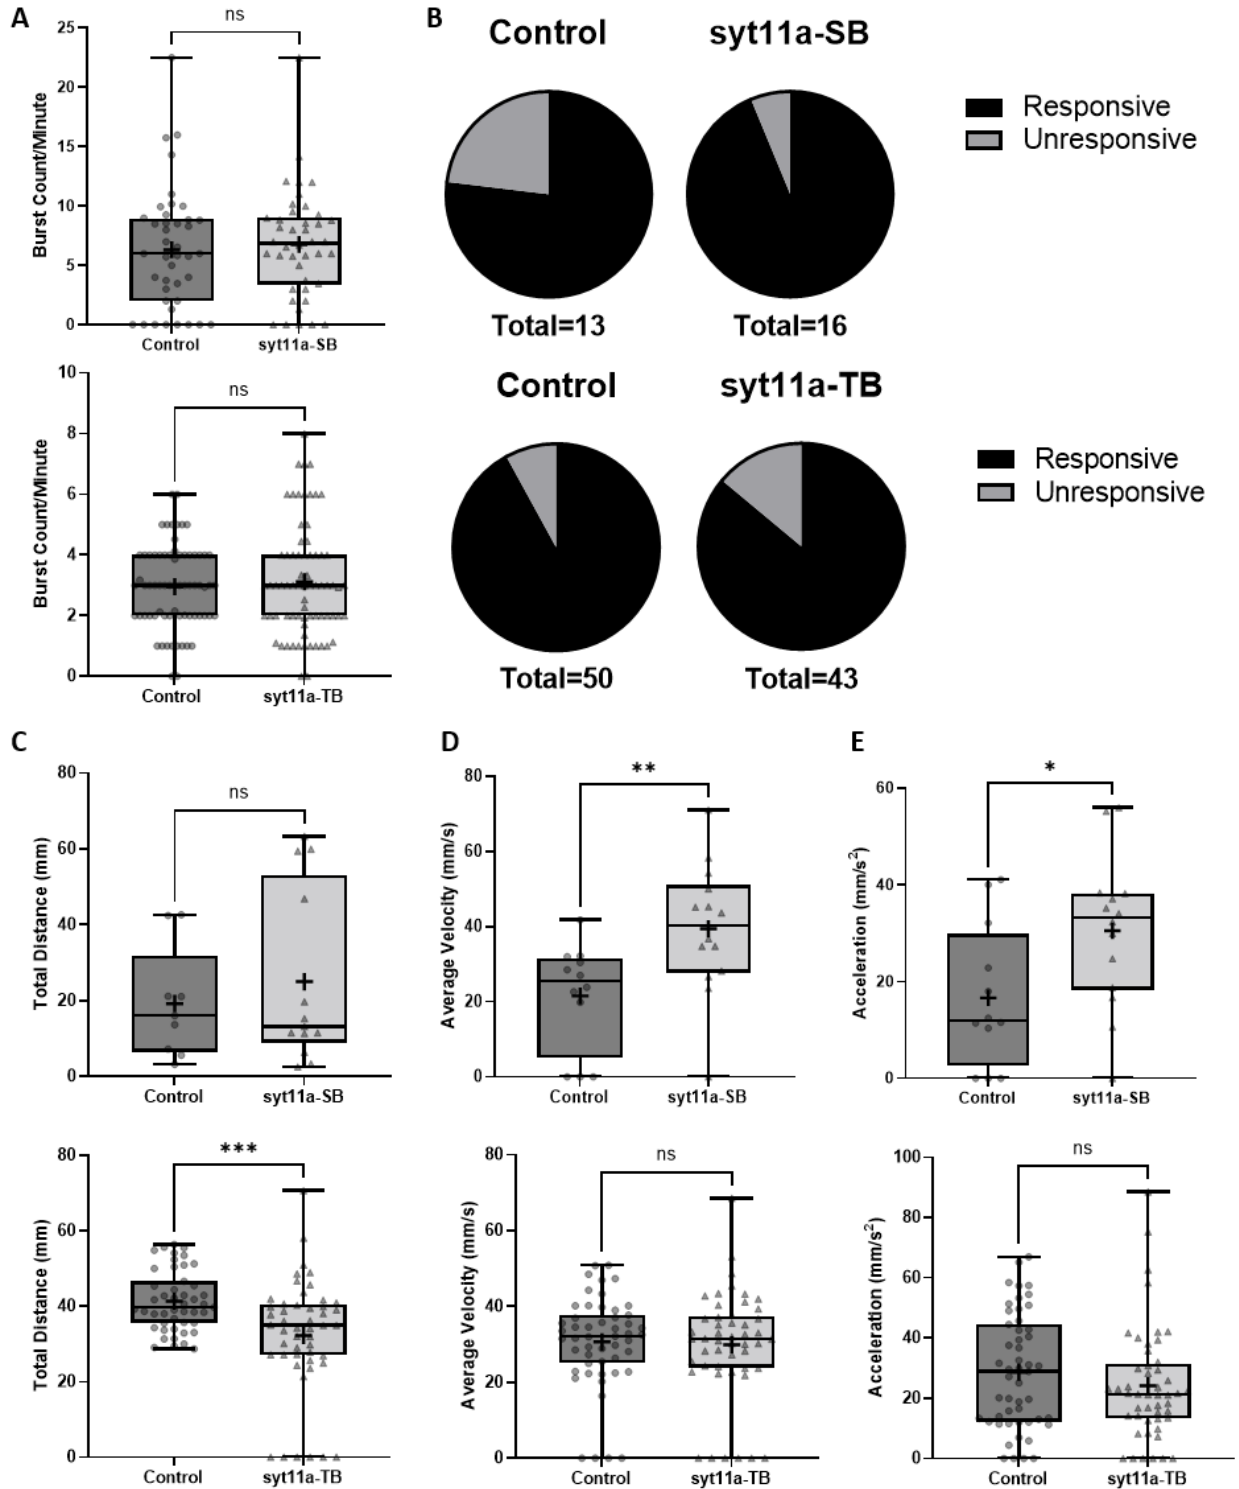 A
ns
25
20
15
10
5
0
Burst Count/Minute
Control
syt11a-SB
ns
10
8
6
4
2
0
Burst Count/Minute
Control
syt11a-TB
B
Control
syt11a-SB
Responsive
Unresponsive
Total=13
Total=16
Control
syt11a-TB
Responsive
Unresponsive
Total=50
Total=43
C
ns
80
60
40
20
0
Total Distance (mm)
Control
syt11a-SB
***
80
60
40
20
0
Total Distance (mm)
Control
syt11a-TB
D
**
80
60
40
20
0
Average Velocity (mm/s)
Control
syt11a-SB
ns
80
60
40
20
0
Average Velocity (mm/s)
Control
syt11a-TB
E
*
60
40
20
0
Acceleration (mm/s²)
Control
syt11a-SB
ns
100
80
60
40
20
0
Acceleration (mm/s²)
Control
syt11a-TB